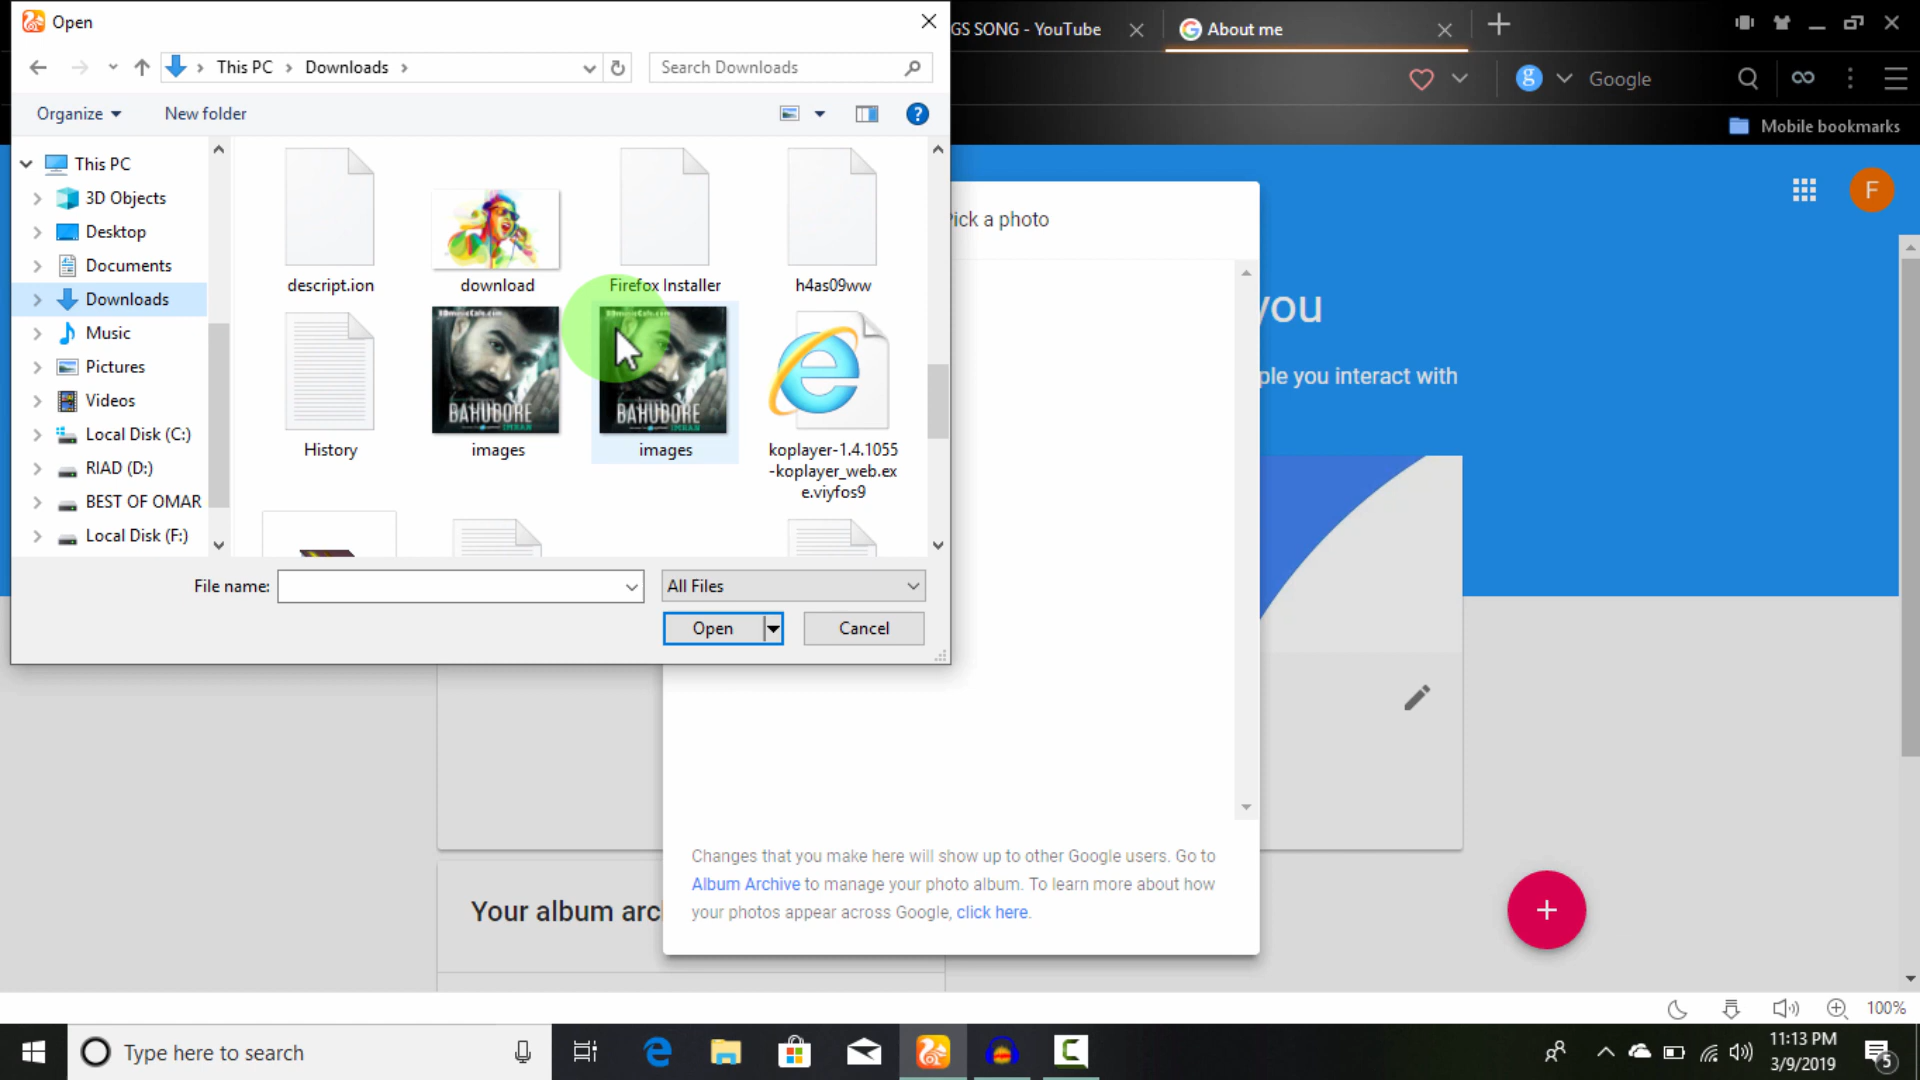 Open
This PC
Downloads
Search Downloads
Organize
New folder
This PC
3D Objects
Desktop
Documents
Downloads
Music
Pictures
Videos
Local Disk (C:)
RIAD (D:)
BEST OF OMAR
Local Disk (F:)
descript.ion
download
Firefox Installer
h4as09ww
History
BAHUBORE
IMRAN
images
BAHUBORE
IMRAN
images
koplayer-1.4.1055
-koplayer_web.ex
e.viyfos9
File name:
All Files
Open
Cancel
GS SONG - YouTube
About me
Google
Mobile bookmarks
F
Pick a photo
you
ple you interact with
Changes that you make here will show up to other Google users. Go to
Album Archive to manage your photo album. To learn more about how
your photos appear across Google, click here.
Your album arc
100%
Type here to search
11:13 PM
3/9/2019
5